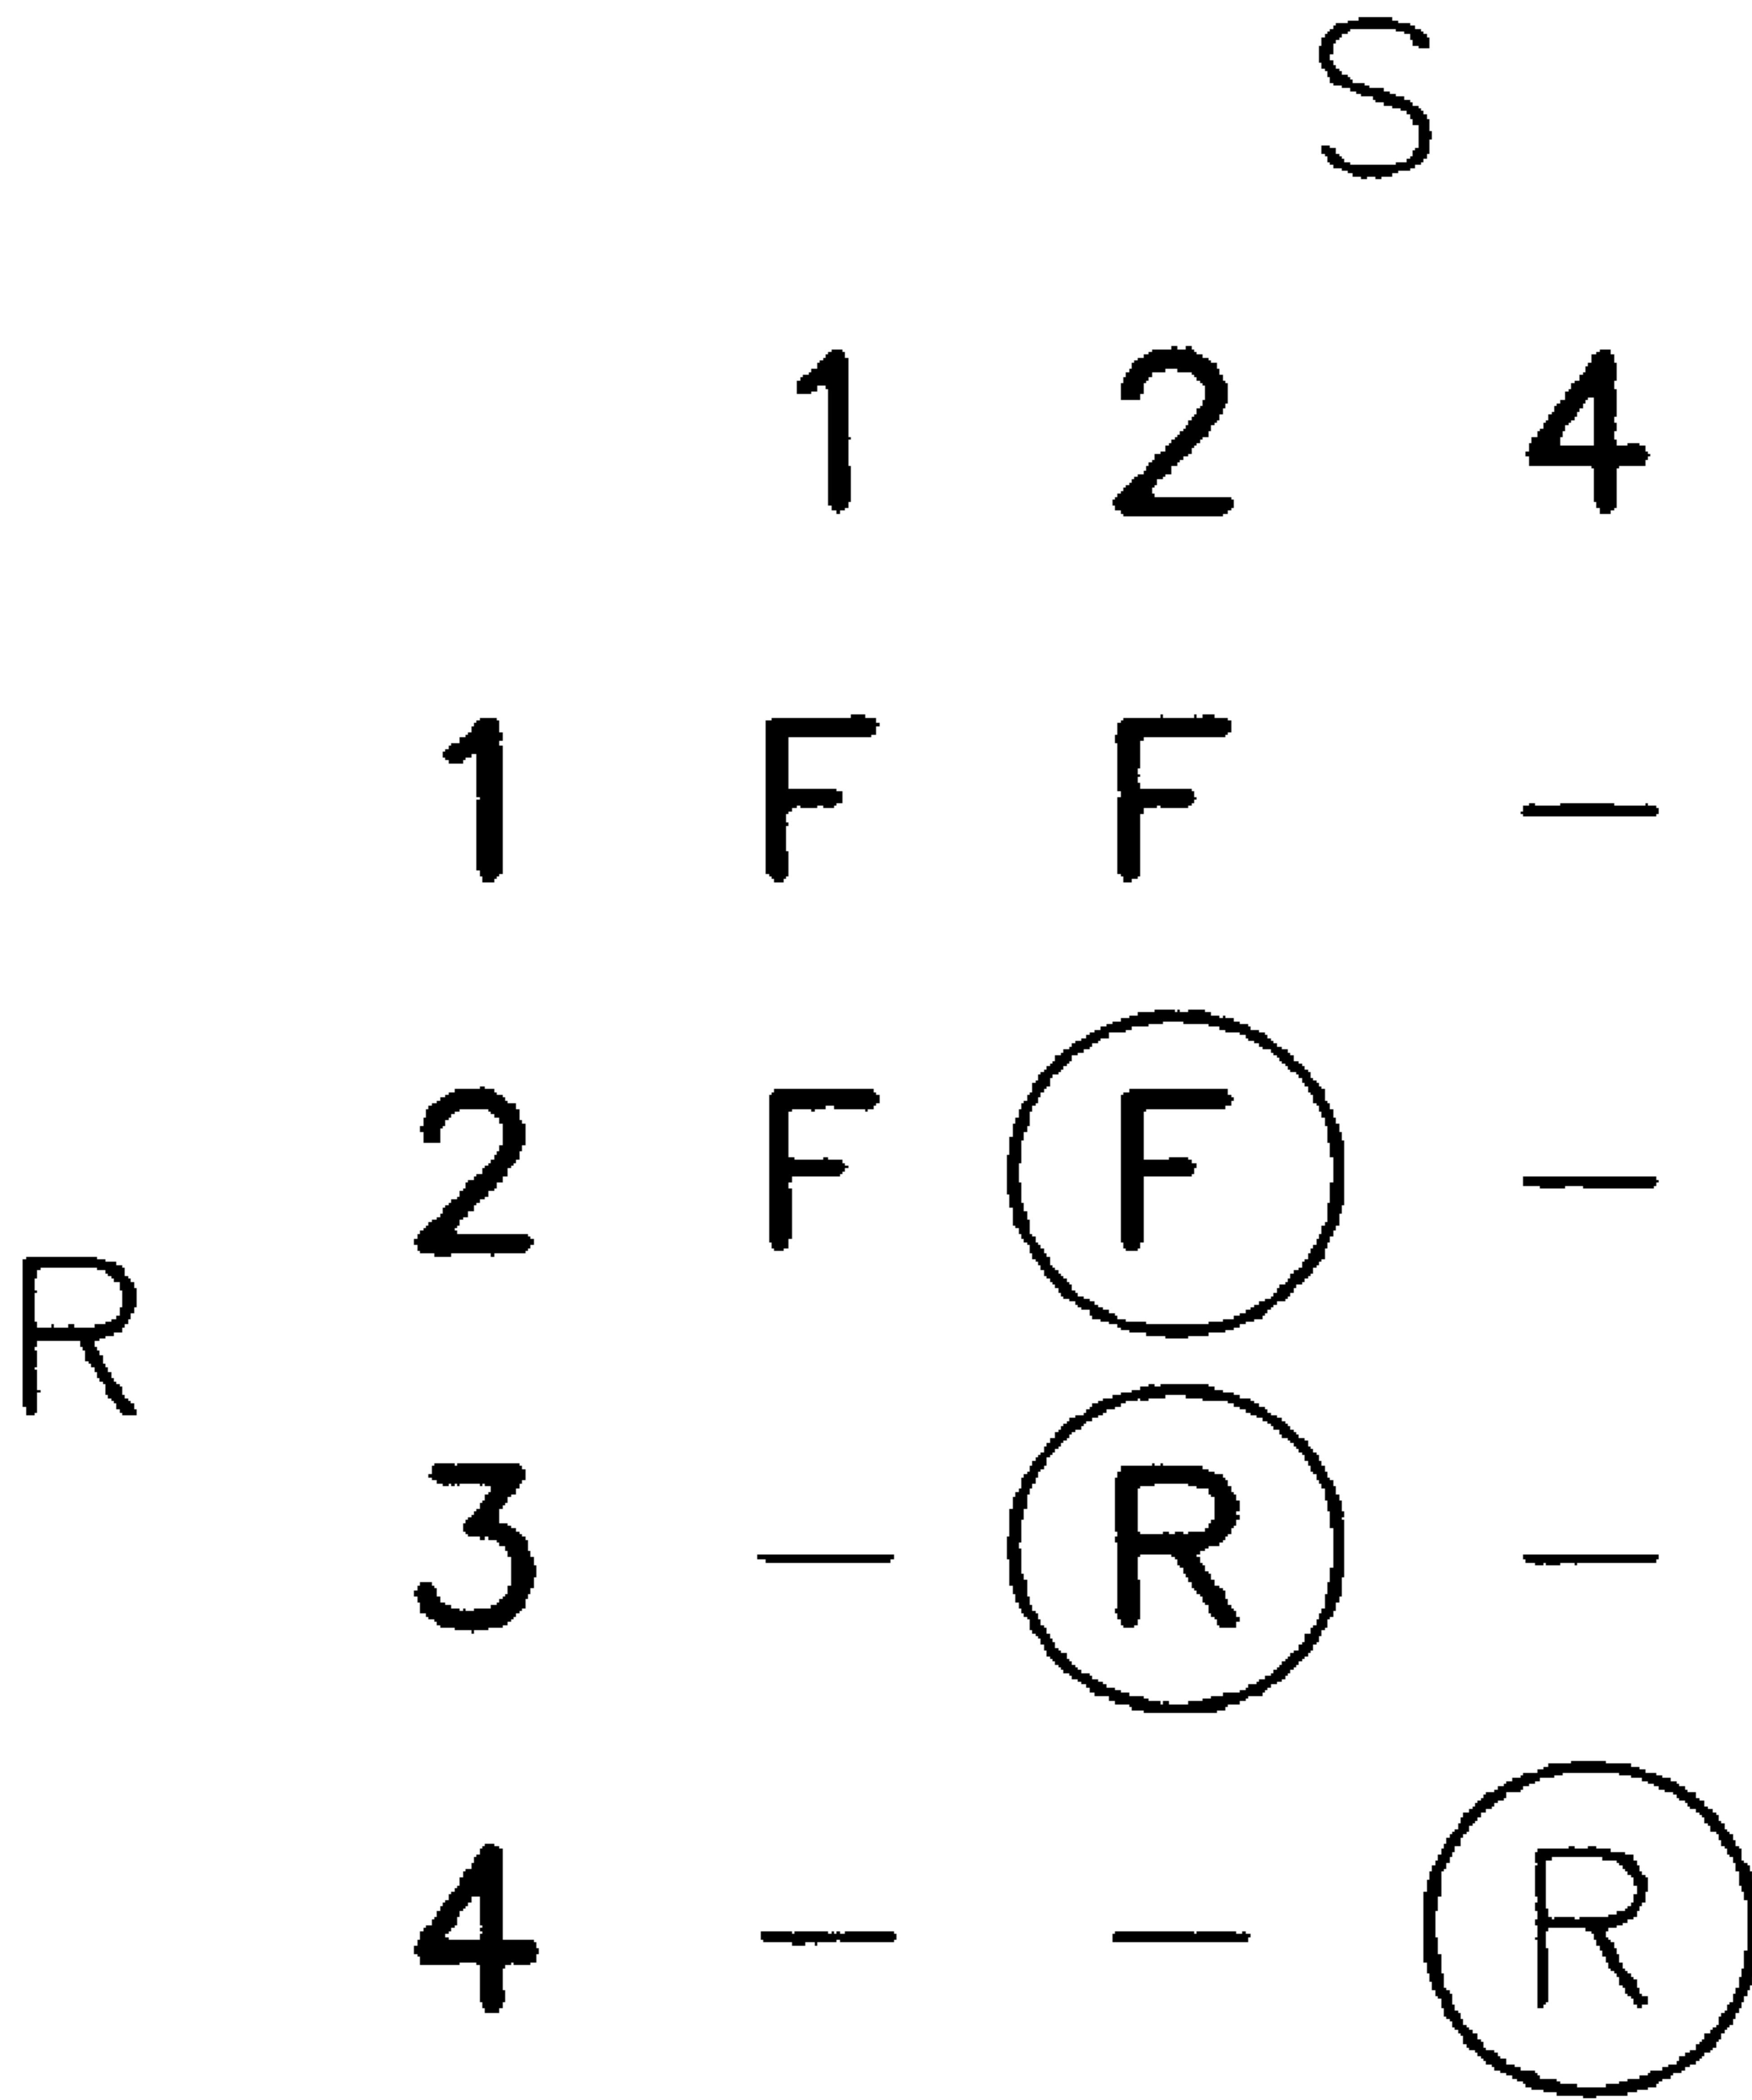 S
1 2 4
1 F F —
2 F F —
R
3 — R —
4 — — R